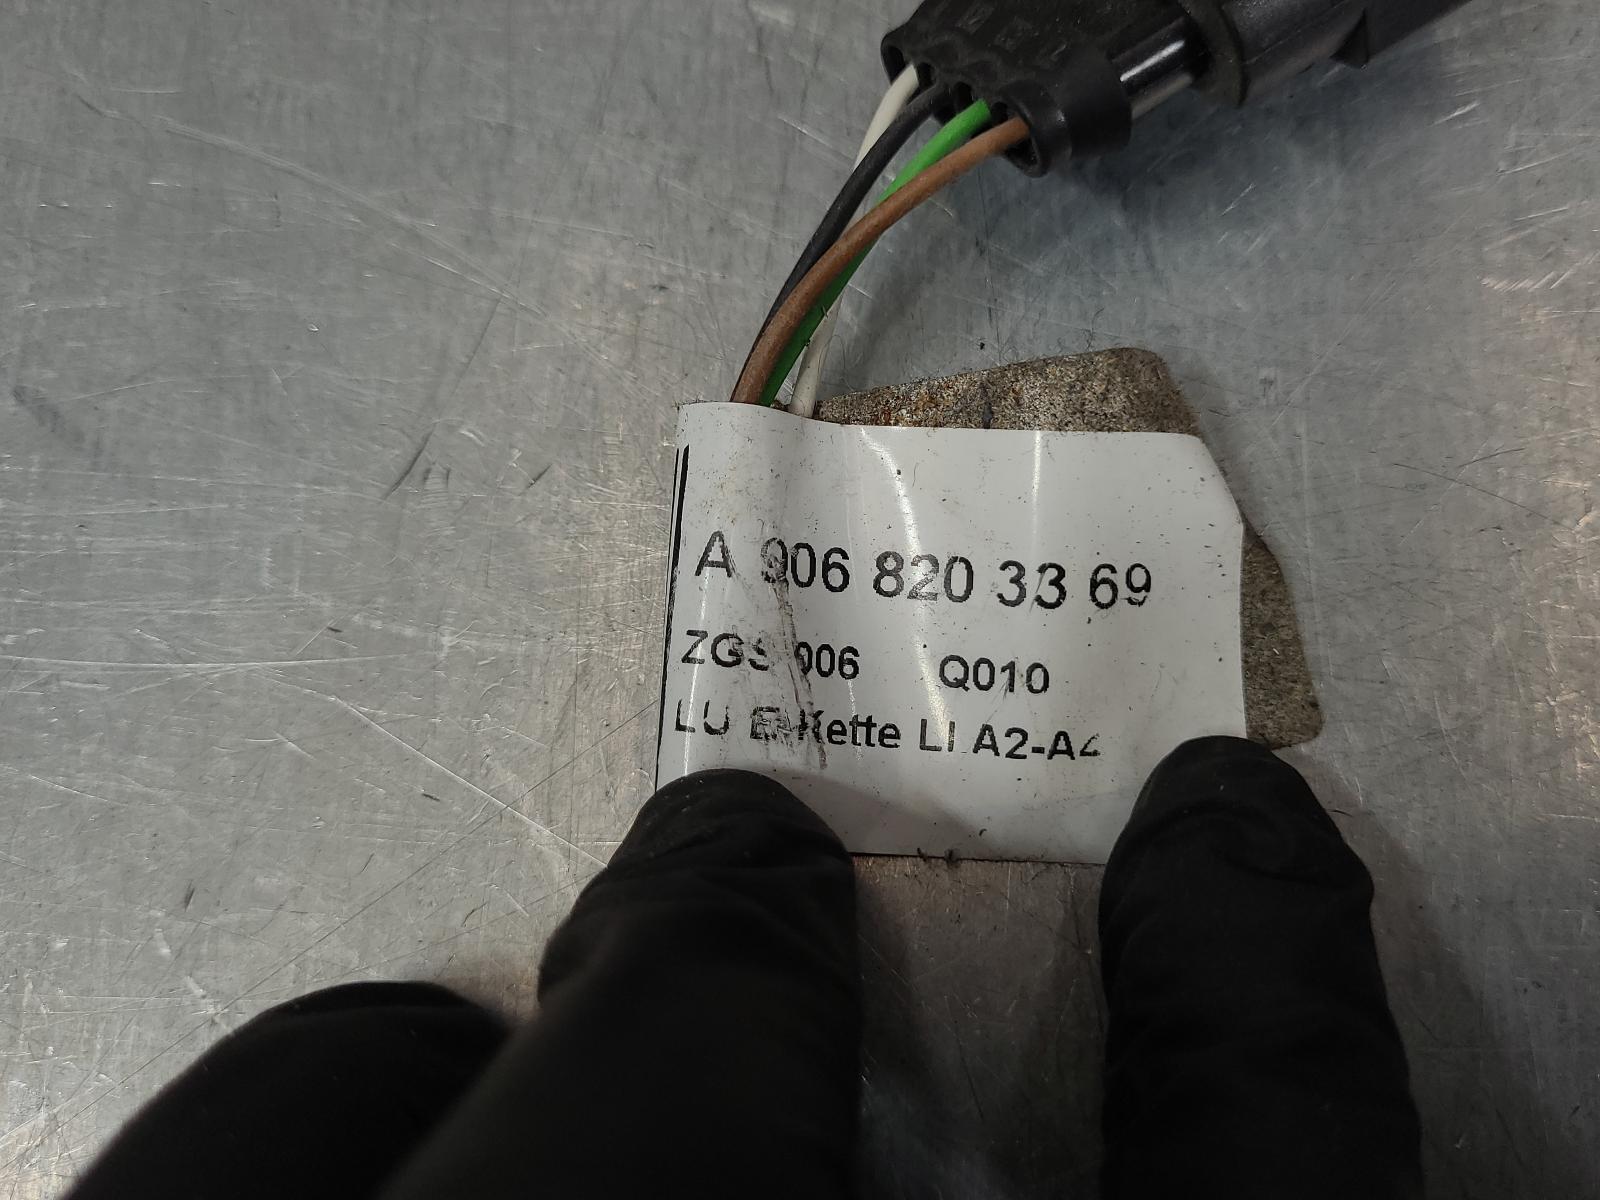 A 906 820 33 69
ZGS 006 Q010
LU E-Kette LI A2-A4